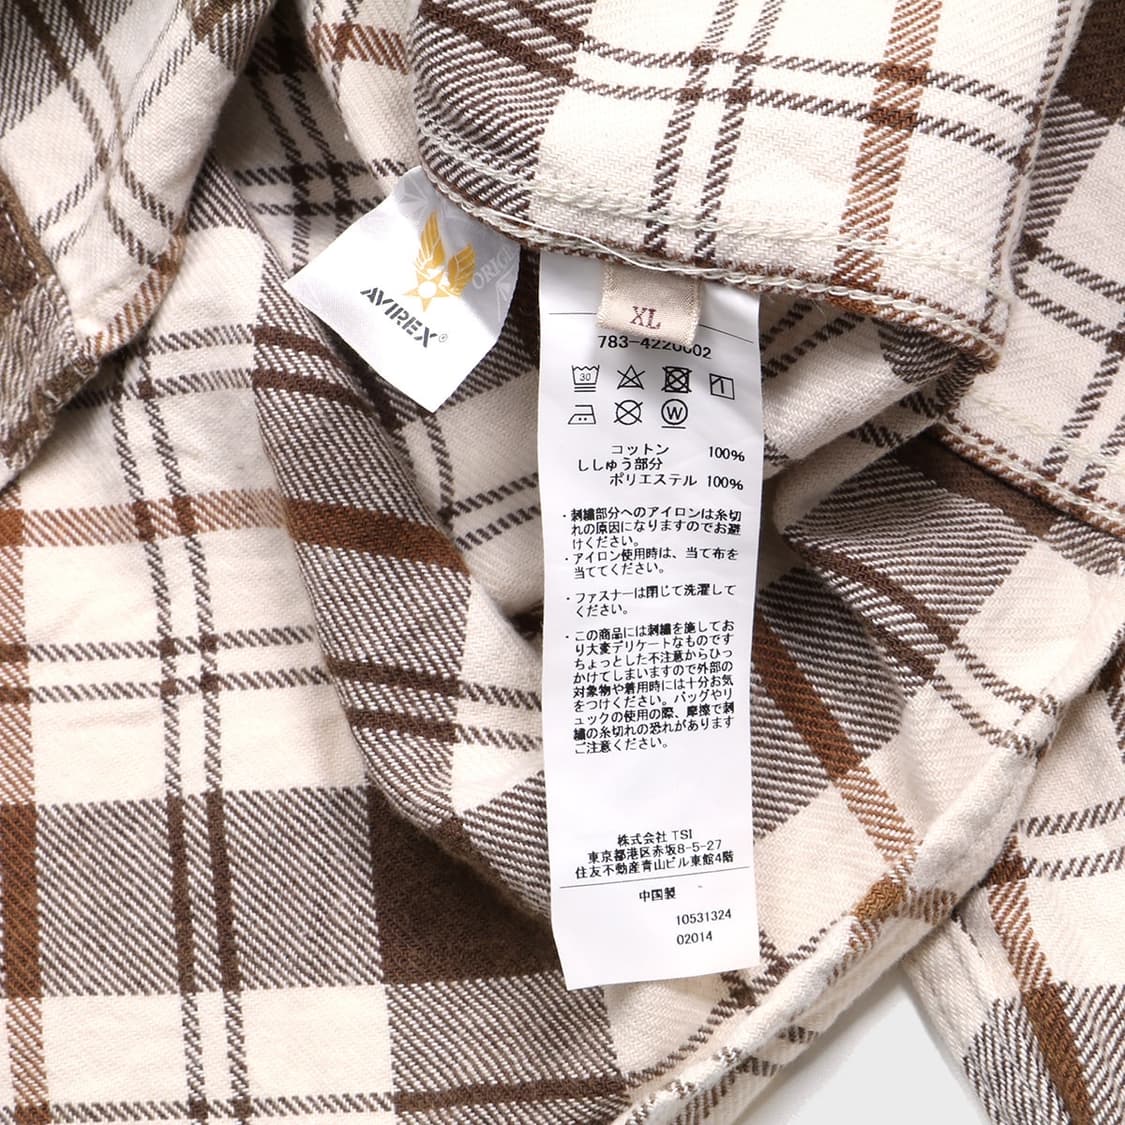 AVIREX®
ORIG
XL
783-4220002
30
W
コットン 100%
ししゅう部分
ポリエステル 100%
・刺繍部分へのアイロンは糸切
れの原因になりますのでお避
けください。
・アイロン使用時は、当て布を
当ててください。
・ファスナーは閉じて洗濯して
ください。
・この商品には刺繍を施してお
り大変デリケートなものです
ちょっとした不注意からひっ
かけてしまいますので外部の
対象物や着用時には十分お気
をつけください。バッグやリ
ュックの使用の際、摩擦で刺
繍の糸切れの恐れがあります
ご注意ください。
株式会社 TSI
東京都港区赤坂8-5-27
住友不動産青山ビル東館4階
中国製
10531324
02014